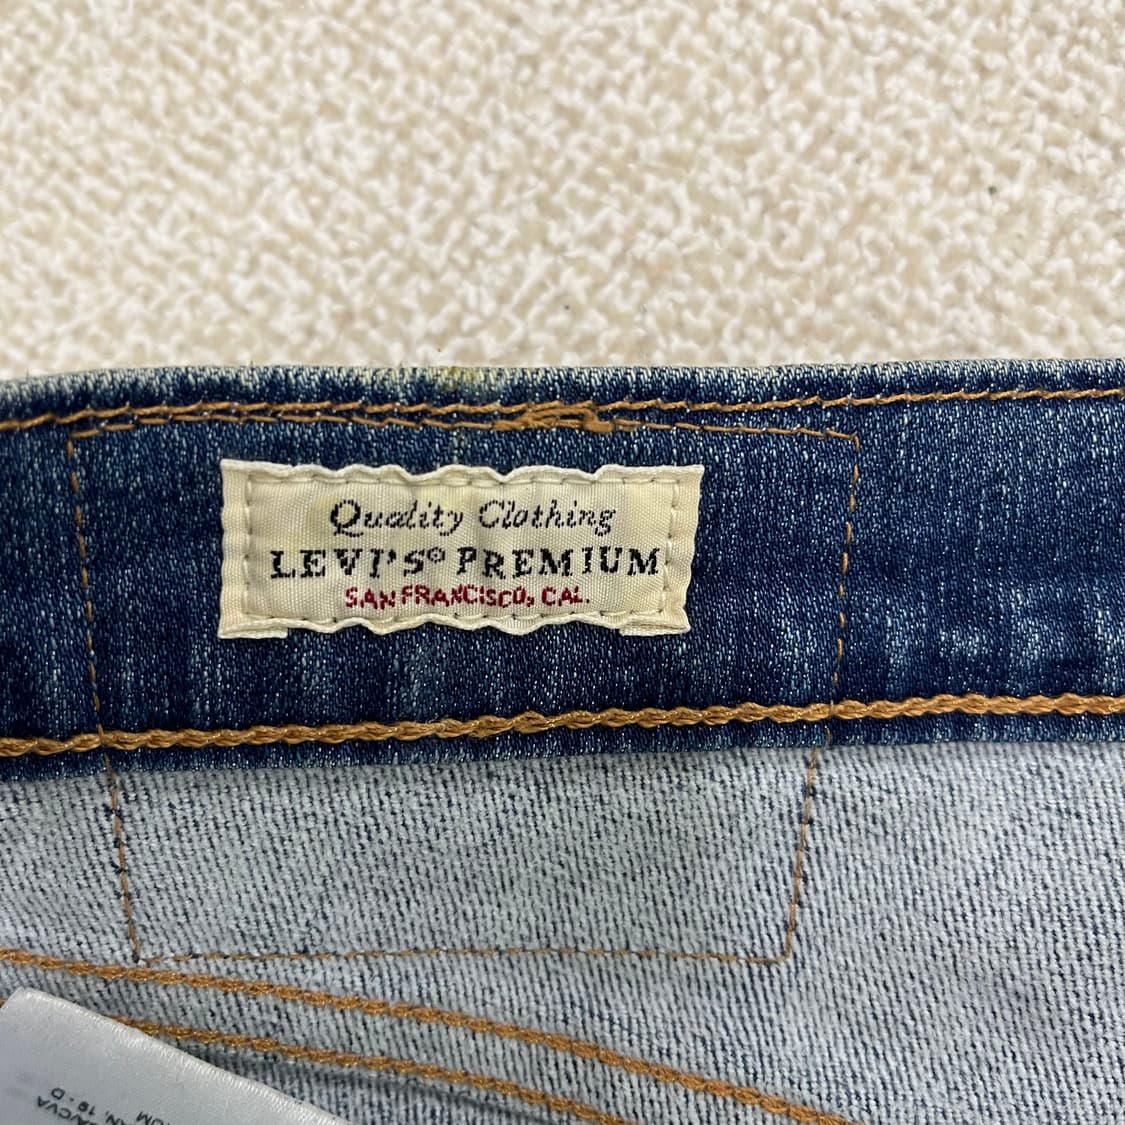 Quality Clothing
LEVI'S® PREMIUM
SAN FRANCISCO, CAL.